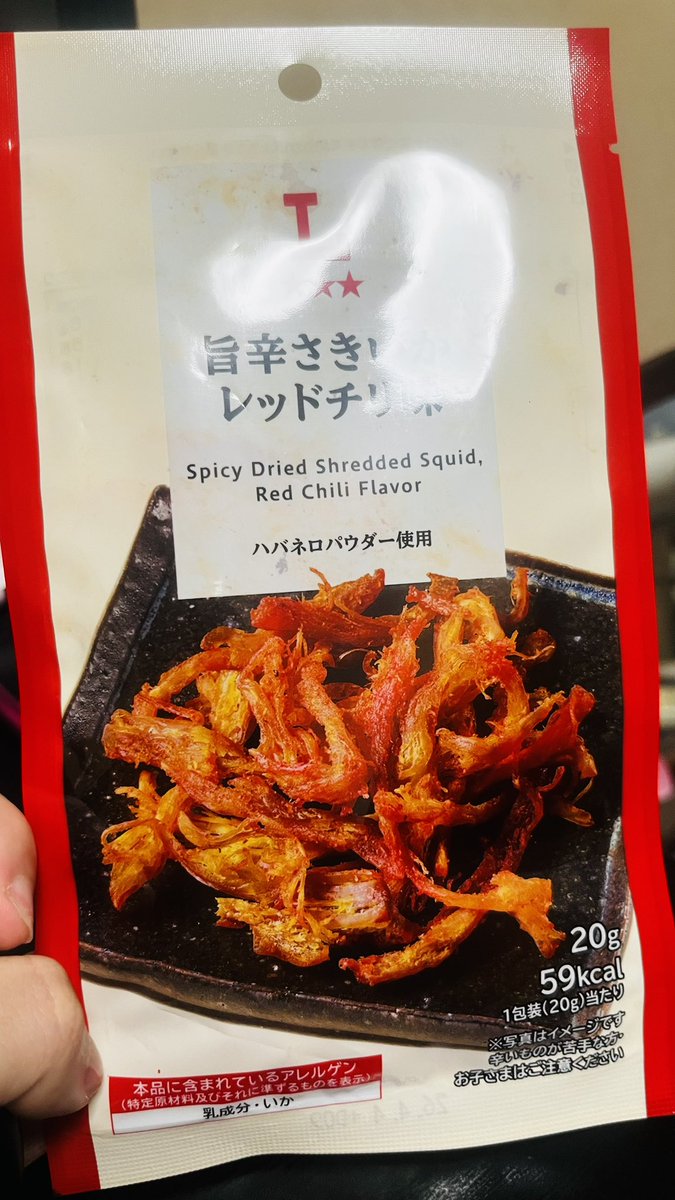 旨辛さき
レッドチリ味
Spicy Dried Shredded Squid,
Red Chili Flavor
ハバネロパウダー使用
20g
59kcal
1包装(20g)当たり
※写真はイメージです
辛いものが苦手な方・
お子さまはご注意ください
本品に含まれているアレルゲン
(特定原材料及びそれに準ずるものを表示)
乳成分・いか